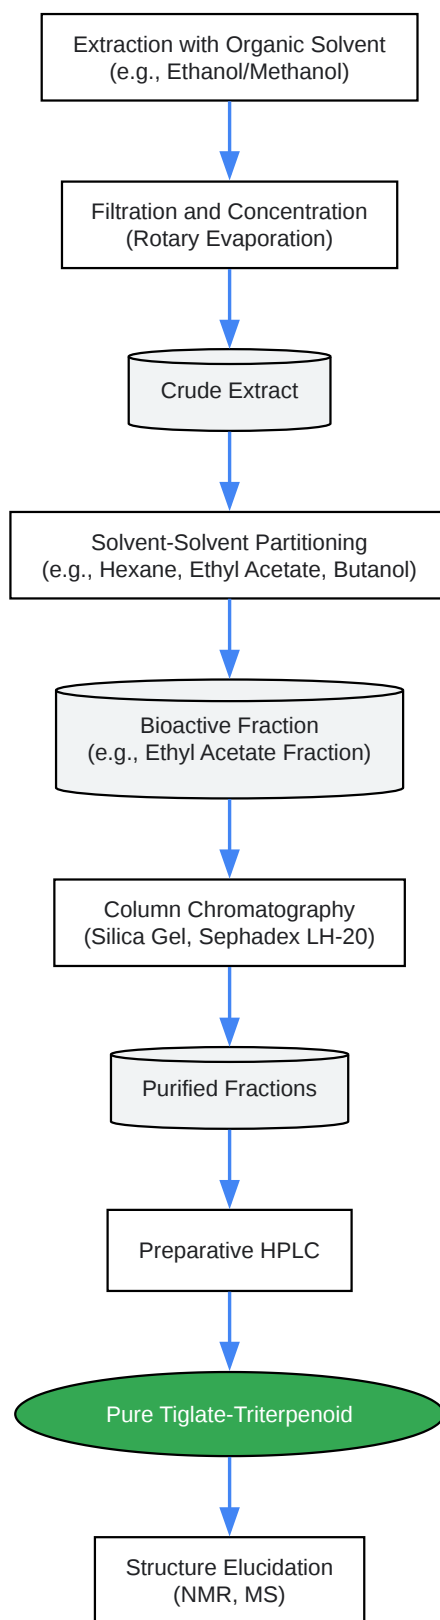 Extraction with Organic Solvent
(e.g., Ethanol/Methanol)
Filtration and Concentration
(Rotary Evaporation)
Crude Extract
Solvent-Solvent Partitioning
(e.g., Hexane, Ethyl Acetate, Butanol)
Bioactive Fraction
(e.g., Ethyl Acetate Fraction)
Column Chromatography
(Silica Gel, Sephadex LH-20)
Purified Fractions
Preparative HPLC
Pure Tiglate-Triterpenoid
Structure Elucidation
(NMR, MS)